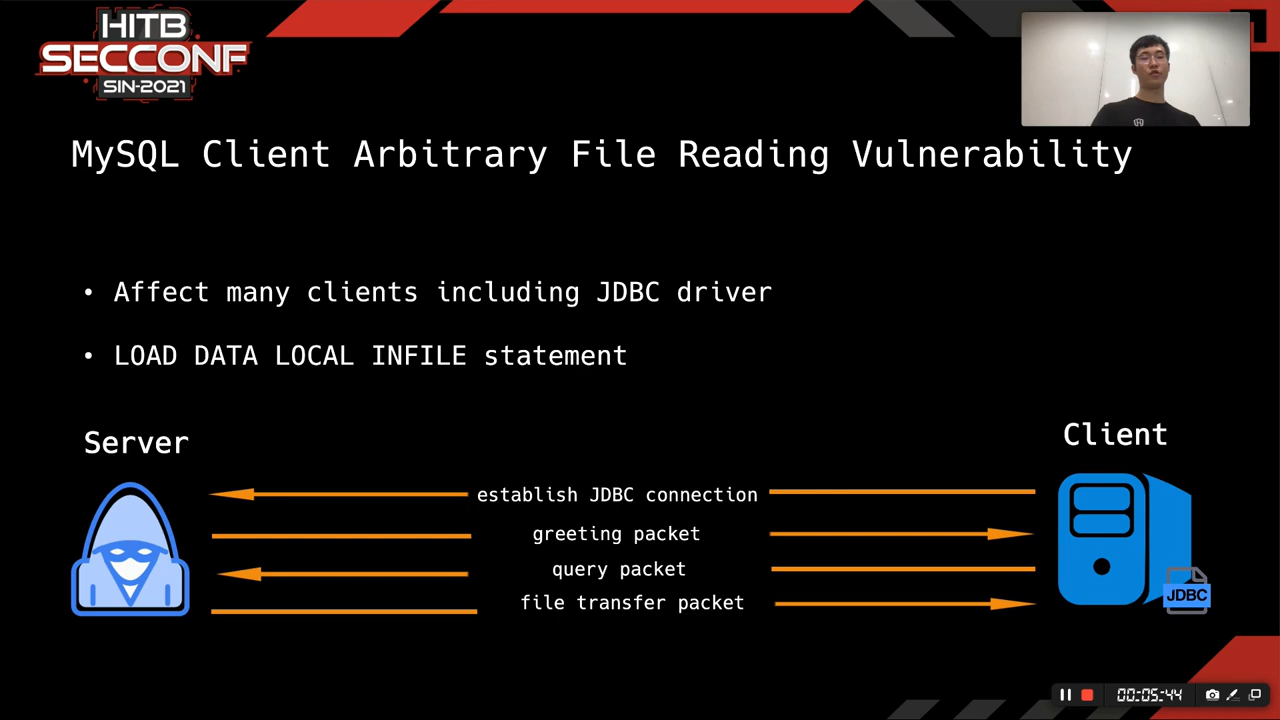 HITB
SECCONF
SIN-2021
MySQL Client Arbitrary File Reading Vulnerability
• Affect many clients including JDBC driver
• LOAD DATA LOCAL INFILE statement
Server
Client
establish JDBC connection
greeting packet
query packet
file transfer packet
JDBC
00:05:44